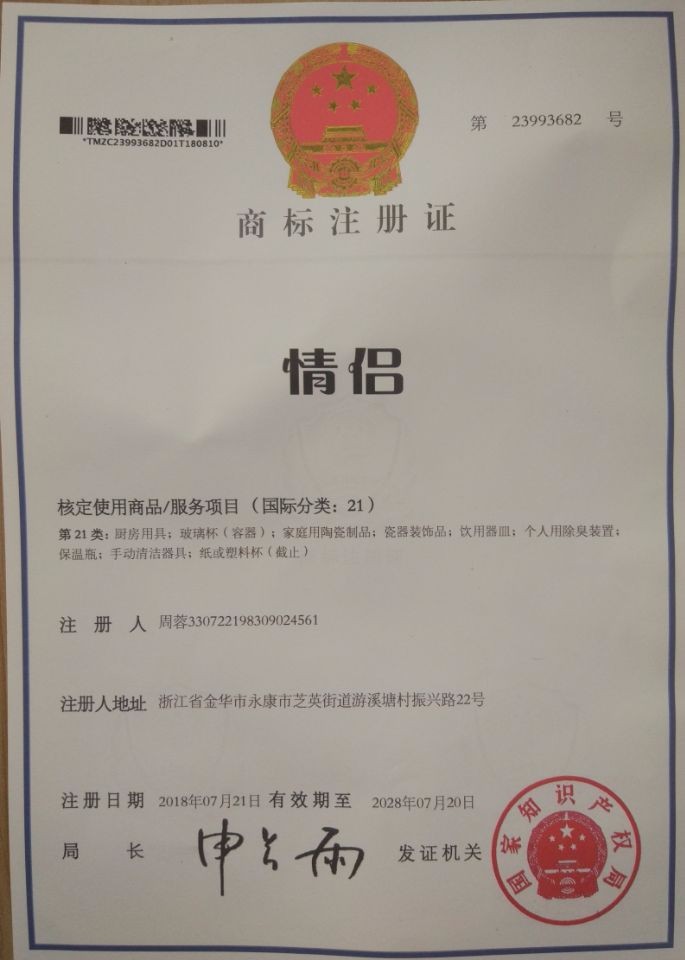 第 23993682 号
*TMZC23993682D01T180810*
商标注册证
情侣
核定使用商品/服务项目（国际分类：21）
第21类：厨房用具；玻璃杯（容器）；家庭用陶瓷制品；瓷器装饰品；饮用器皿；个人用除臭装置；
保温瓶；手动清洁器具；纸或塑料杯（截止）
注册人 周蓉330722198309024561
注册人地址 浙江省金华市永康市芝英街道游溪塘村振兴路22号
注册日期 2018年07月21日 有效期至 2028年07月20日
局长 申长雨 发证机关
国家知识产权局